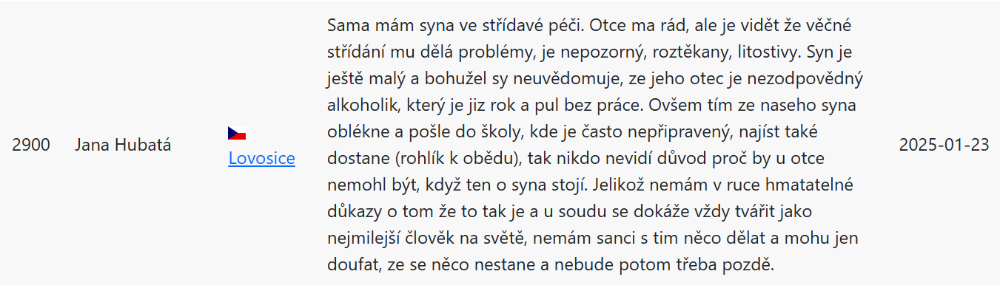 Sama mám syna ve střídavé péči. Otce ma rád, ale je vidět že věčné
střídání mu dělá problémy, je nepozorný, roztěkany, litostivy. Syn je
ještě malý a bohužel sy neuvědomuje, ze jeho otec je nezodpovědný
alkoholik, který je jiz rok a pul bez práce. Ovšem tím ze naseho syna
oblékne a pošle do školy, kde je často nepřipravený, najíst také
2900 Jana Hubatá
Lovosice
dostane (rohlík k obědu), tak nikdo nevidí důvod proč by u otce
2025-01-23
nemohl být, když ten o syna stojí. Jelikož nemám v ruce hmatatelné
důkazy o tom že to tak je a u soudu se dokáže vždy tvářit jako
nejmilejší člověk na světě, nemám sanci s tim něco dělat a mohu jen
doufat, ze se něco nestane a nebude potom třeba pozdě.